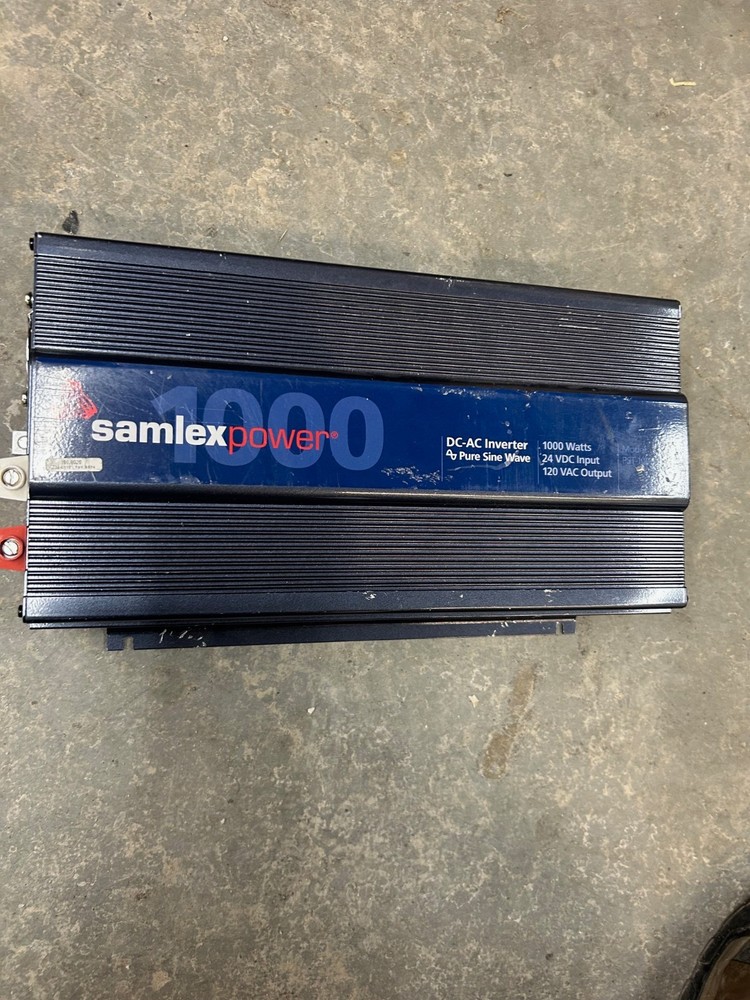 1000
samlexpower®
DC-AC Inverter
Pure Sine Wave
1000 Watts
24 VDC Input
120 VAC Output